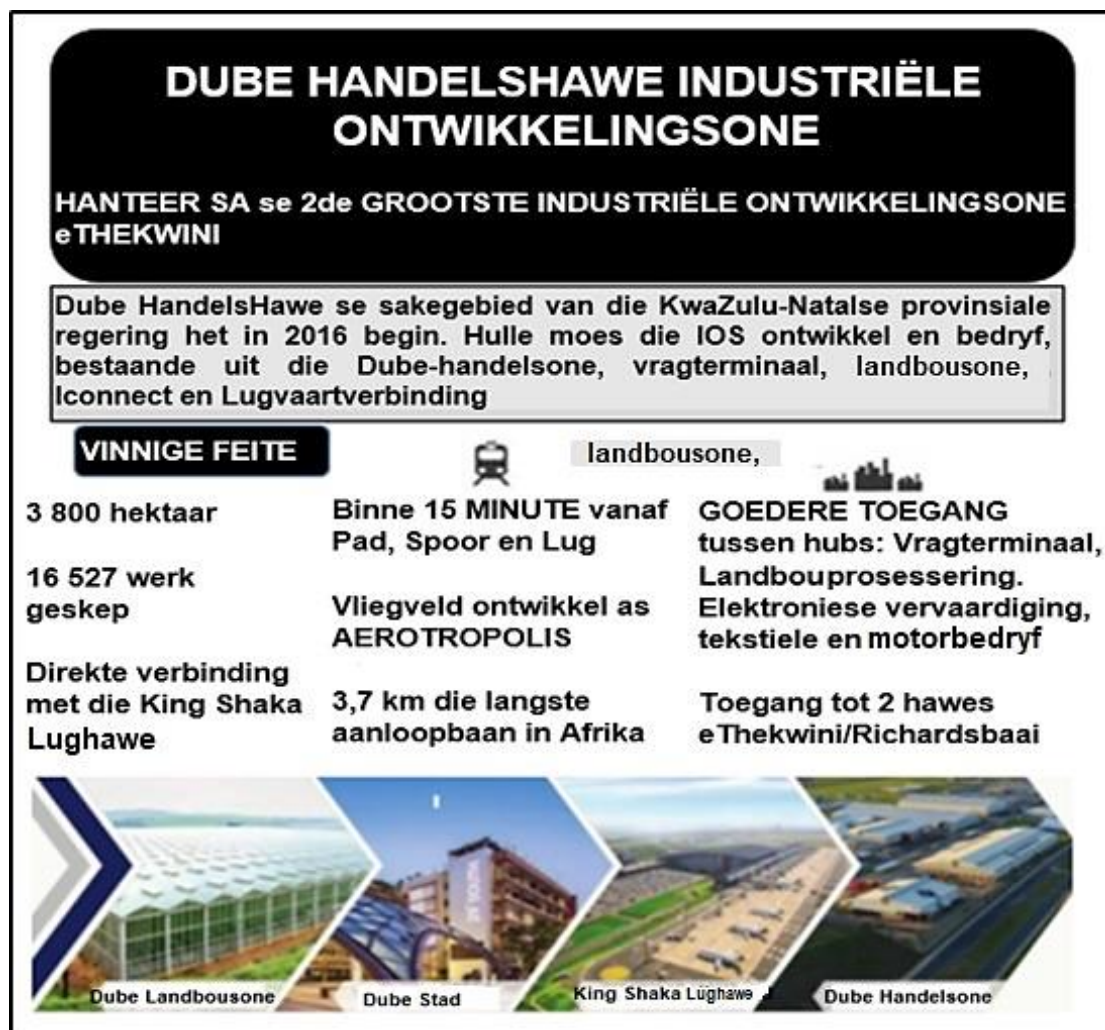 DUBE HANDELSHAWE INDUSTRIËLE
ONTWIKKELINGSONE
HANTEER SA se 2de GROOTSTE INDUSTRIËLE ONTWIKKELINGSONE
eTHEKWINI
Dube HandelsHawe se sakegebied van die KwaZulu-Natalse provinsiale
regering het in 2016 begin. Hulle moes die IOS ontwikkel en bedryf,
bestaande uit die Dube-handelsone, vragterminaal, landbousone,
Iconnect en Lugvaartverbinding
VINNIGE FEITE
landbousone,
3 800 hektaar
16 527 werk
geskep
Direkte verbinding
met die King Shaka
Lughawe
Binne 15 MINUTE vanaf
Pad, Spoor en Lug
Vliegveld ontwikkel as
AEROTROPOLIS
3,7 km die langste
aanloopbaan in Afrika
GOEDERE TOEGANG
tussen hubs: Vragterminaal,
Landbouprosessering.
Elektroniese vervaardiging,
tekstiele en motorbedryf
Toegang tot 2 hawes
eThekwini/Richardsbaai
Dube Landbousone
Dube Stad
King Shaka Lughawe
Dube Handelsone